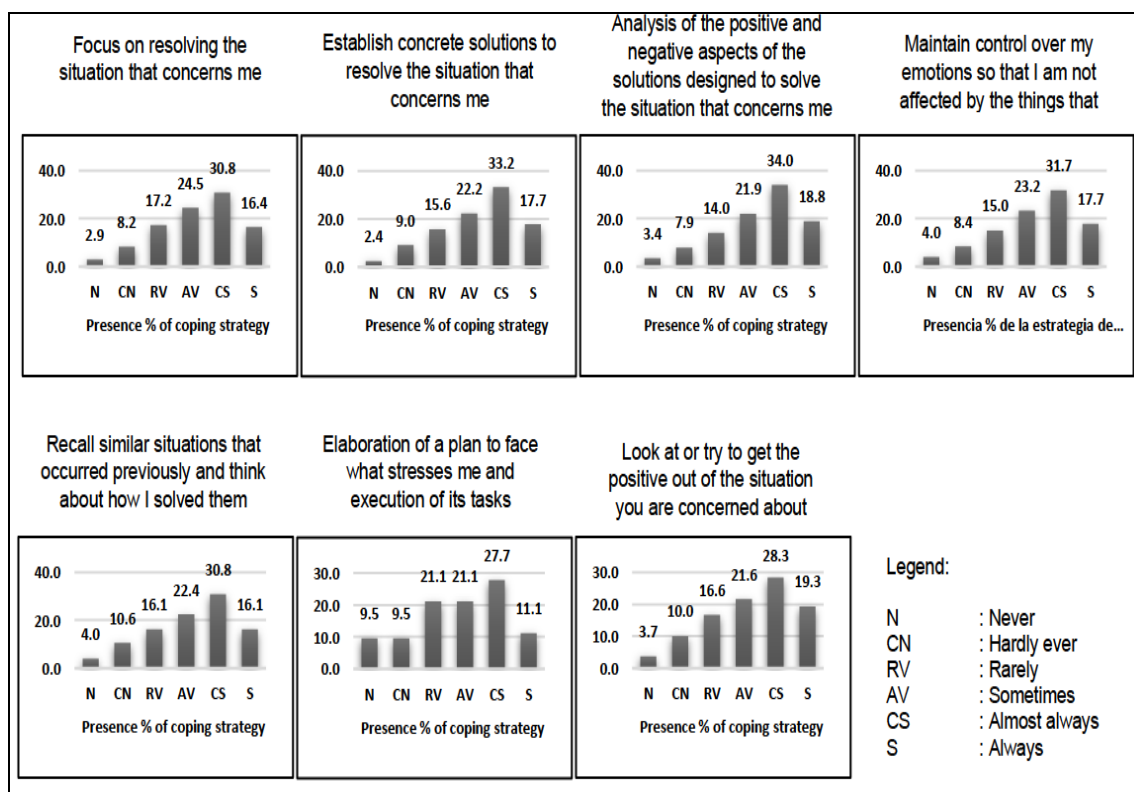 Focus on resolving the
situation that concerns me
Establish concrete solutions to
resolve the situation that
concerns me
Analysis of the positive and
negative aspects of the
solutions designed to solve
the situation that concerns me
Maintain control over my
emotions so that I am not
affected by the things that
40.0
20.0
0.0
2.9
8.2
17.2
24.5
30.8
16.4
N CN RV AV CS S
Presence % of coping strategy
40.0
20.0
0.0
2.4
9.0
15.6
22.2
33.2
17.7
N CN RV AV CS S
Presence % of coping strategy
40.0
20.0
0.0
3.4
7.9
14.0
21.9
34.0
18.8
N CN RV AV CS S
Presence % of coping strategy
40.0
20.0
0.0
4.0
8.4
15.0
23.2
31.7
17.7
N CN RV AV CS S
Presencia % de la estrategia de...
Recall similar situations that
occurred previously and think
about how I solved them
Elaboration of a plan to face
what stresses me and
execution of its tasks
Look at or try to get the
positive out of the situation
you are concerned about
40.0
20.0
0.0
4.0
10.6
16.1
22.4
30.8
16.1
N CN RV AV CS S
Presence % of coping strategy
30.0
20.0
10.0
0.0
9.5
9.5
21.1
21.1
27.7
11.1
N CN RV AV CS S
Presence % of coping strategy
30.0
20.0
10.0
0.0
3.7
10.0
16.6
21.6
28.3
19.3
N CN RV AV CS S
Presence % of coping strategy
Legend:
N : Never
CN : Hardly ever
RV : Rarely
AV : Sometimes
CS : Almost always
S : Always